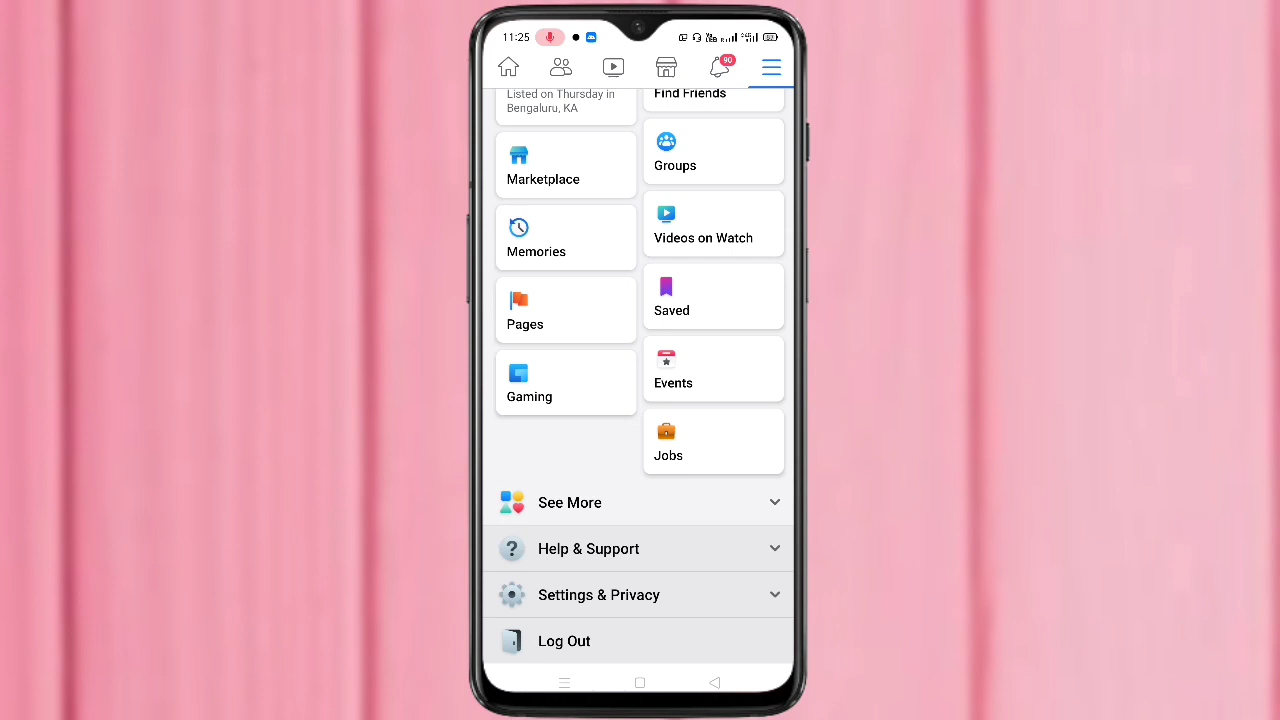 11:25
90
Listed on Thursday in
Bengaluru, KA
Find Friends
Marketplace
Groups
Memories
Videos on Watch
Pages
Saved
Gaming
Events
Jobs
See More
Help & Support
Settings & Privacy
Log Out